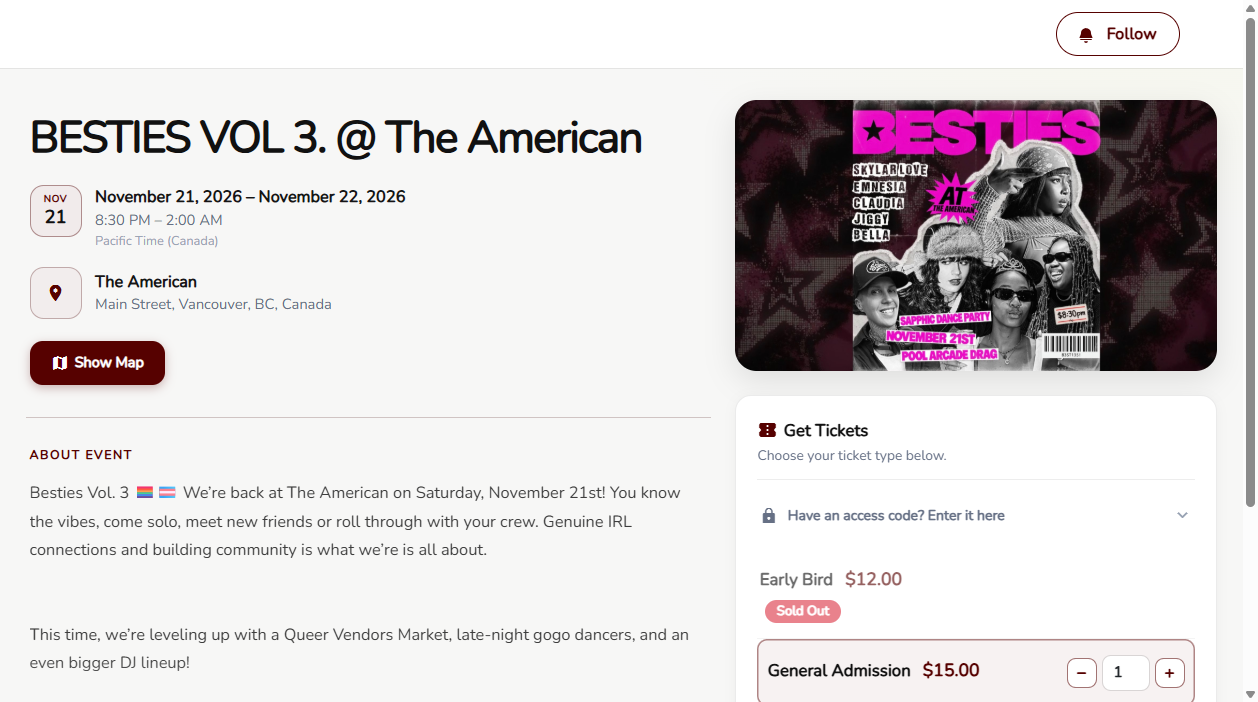 Follow
BESTIES VOL 3. @ The American
NOV
21
November 21, 2026 – November 22, 2026
8:30 PM – 2:00 AM
Pacific Time (Canada)
The American
Main Street, Vancouver, BC, Canada
Show Map
ABOUT EVENT
Besties Vol. 3 🏳️‍🌈 🏳️‍⚧️ We’re back at The American on Saturday, November 21st! You know
the vibes, come solo, meet new friends or roll through with your crew. Genuine IRL
connections and building community is what we’re is all about.
This time, we’re leveling up with a Queer Vendors Market, late-night gogo dancers, and an
even bigger DJ lineup!
BESTIES
SKYLAR LOVE
EMNESIA
CLAUDIA
JIGGY
BELLA
AT
THE AMERICAN
SAPPHIC DANCE PARTY
NOVEMBER 21ST
POOL ARCADE DRAG
$8:30pm
Get Tickets
Choose your ticket type below.
Have an access code? Enter it here
Early Bird $12.00
Sold Out
General Admission $15.00
− 1 +